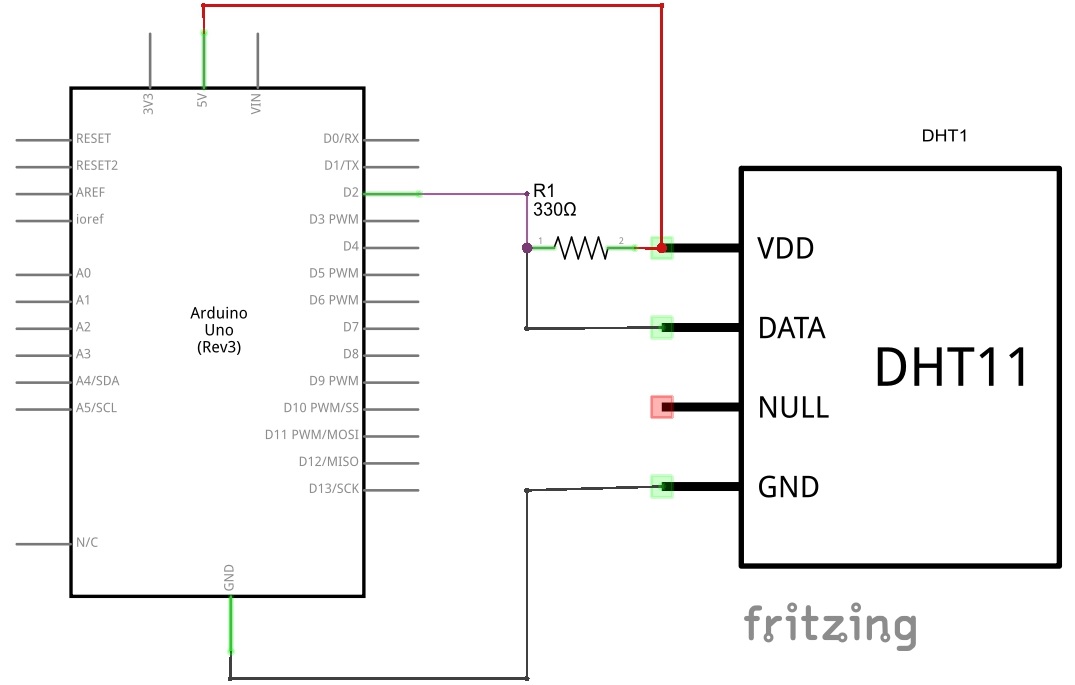 3V3
5V
VIN
RESET
RESET2
AREF
ioref
A0
A1
A2
A3
A4/SDA
A5/SCL
N/C
Arduino
Uno
(Rev3)
D0/RX
D1/TX
D2
D3 PWM
D4
D5 PWM
D6 PWM
D7
D8
D9 PWM
D10 PWM/SS
D11 PWM/MOSI
D12/MISO
D13/SCK
GND
R1
330Ω
1
2
DHT1
VDD
DATA
NULL
GND
DHT11
fritzing